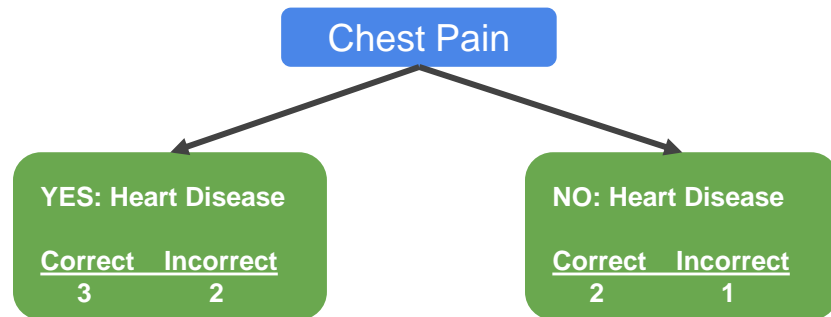 Chest Pain
YES: Heart Disease
Correct Incorrect
3 2
NO: Heart Disease
Correct Incorrect
2 1